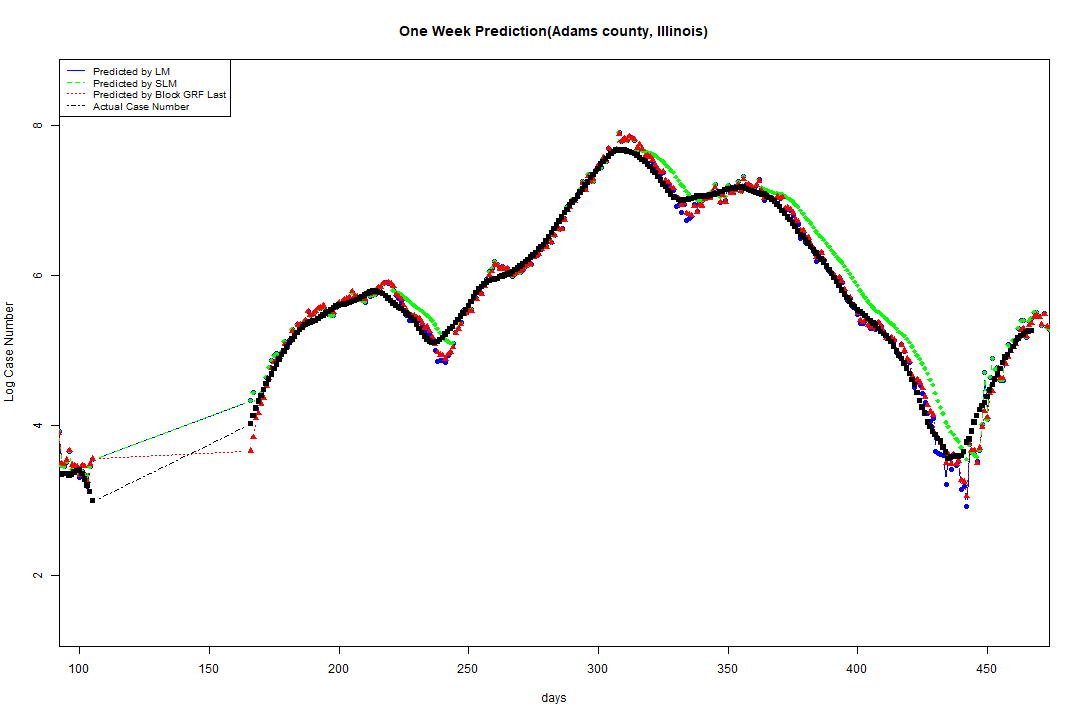 One Week Prediction(Adams county, Illinois)
Predicted by LM
Predicted by SLM
Predicted by Block GRF Last
Actual Case Number
8
6
4
2
Log Case Number
100 150 200 250 300 350 400 450
days